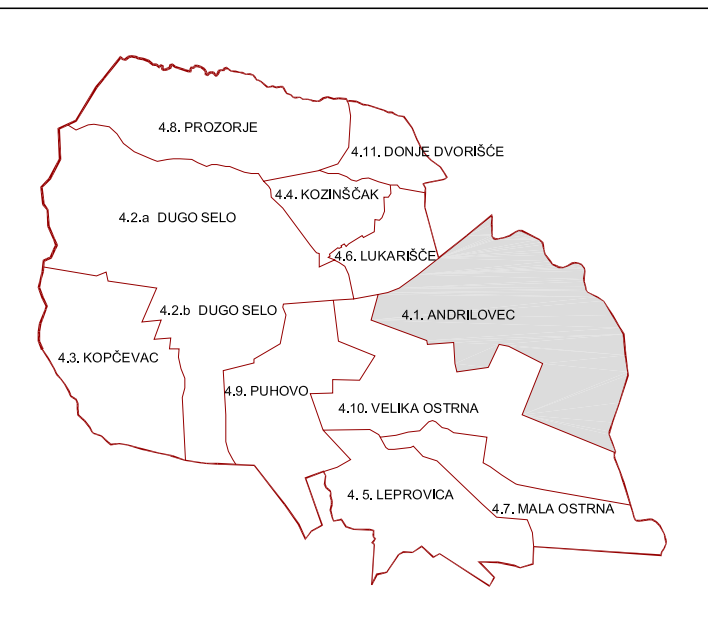 4.8. PROZORJE
4.11. DONJE DVORIŠĆE
4.4. KOZINŠČAK
4.2.a DUGO SELO
4.6. LUKARIŠČE
4.2.b DUGO SELO
4.1. ANDRILOVEC
4.3. KOPČEVAC
4.9. PUHOVO
4.10. VELIKA OSTRNA
4. 5. LEPROVICA
4.7. MALA OSTRNA